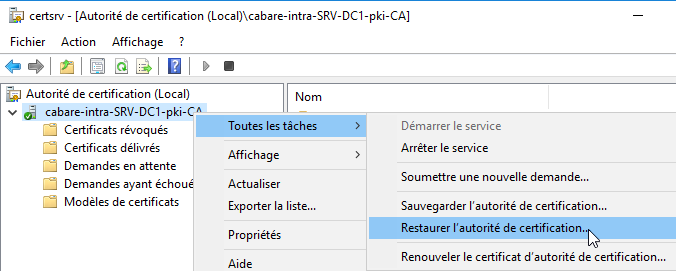 certsrv - [Autorité de certification (Local)\cabare-intra-SRV-DC1-pki-CA]
Fichier Action Affichage ?
Autorité de certification (Local)
cabare-intra-SRV-DC1-pki-CA
Certificats révoqués
Certificats délivrés
Demandes en attente
Demandes ayant échoué
Modèles de certificats
Nom
Toutes les tâches
Affichage
Actualiser
Exporter la liste...
Propriétés
Aide
Démarrer le service
Arrêter le service
Soumettre une nouvelle demande...
Sauvegarder l'autorité de certification...
Restaurer l'autorité de certification...
Renouveler le certificat d'autorité de certification...